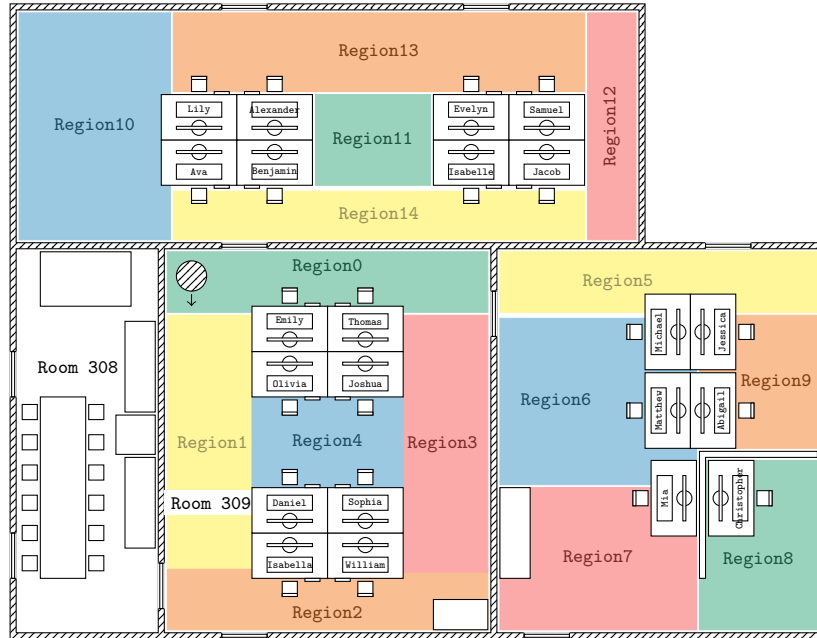 Region13
Region10
Lily
Alexander
Evelyn
Samuel
Region11
Region12
Ava
Benjamin
Isabelle
Jacob
Region14
Region0
Region5
Emily
Thomas
Michael
Jessica
Room 308
Olivia
Joshua
Region9
Region6
Matthew
Abigail
Region1
Region4
Region3
Room 309
Daniel
Sophia
Mia
Christopher
Isabella
William
Region7
Region8
Region2